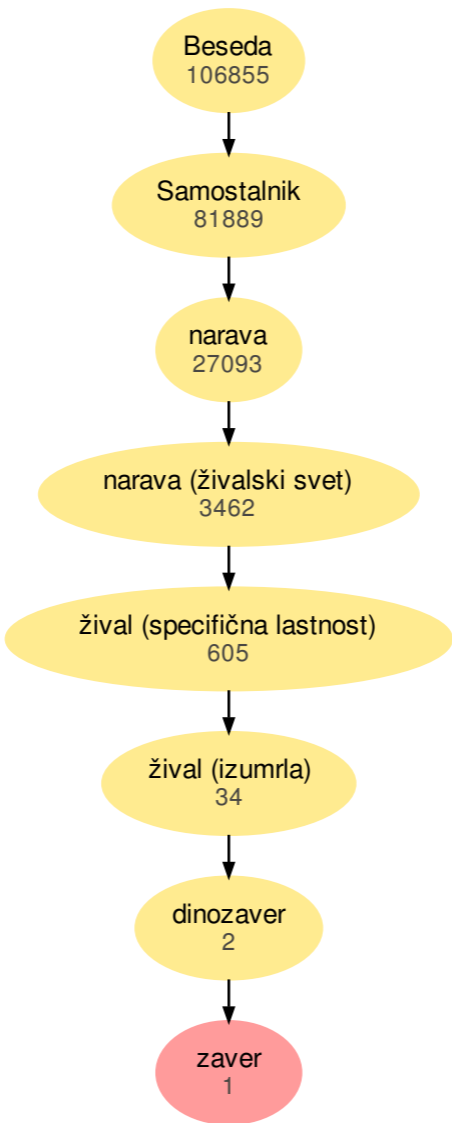 Beseda
106855
Samostalnik
81889
narava
27093
narava (živalski svet)
3462
žival (specifična lastnost)
605
žival (izumrla)
34
dinozaver
2
zaver
1